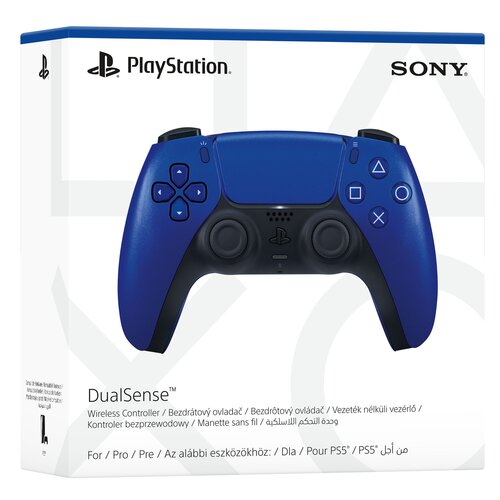 PlayStation®
SONY
DualSense™
Wireless Controller / Bezdrátový ovladač / Bezdrôtový ovládač / Vezeték nélküli vezérlő /
Kontroler bezprzewodowy / Manette sans fil / وحدة التحكم اللاسلكية
For / Pro / Pre / Az alábbi eszközökhöz: / Dla / Pour PS5® / PS5® من أجل